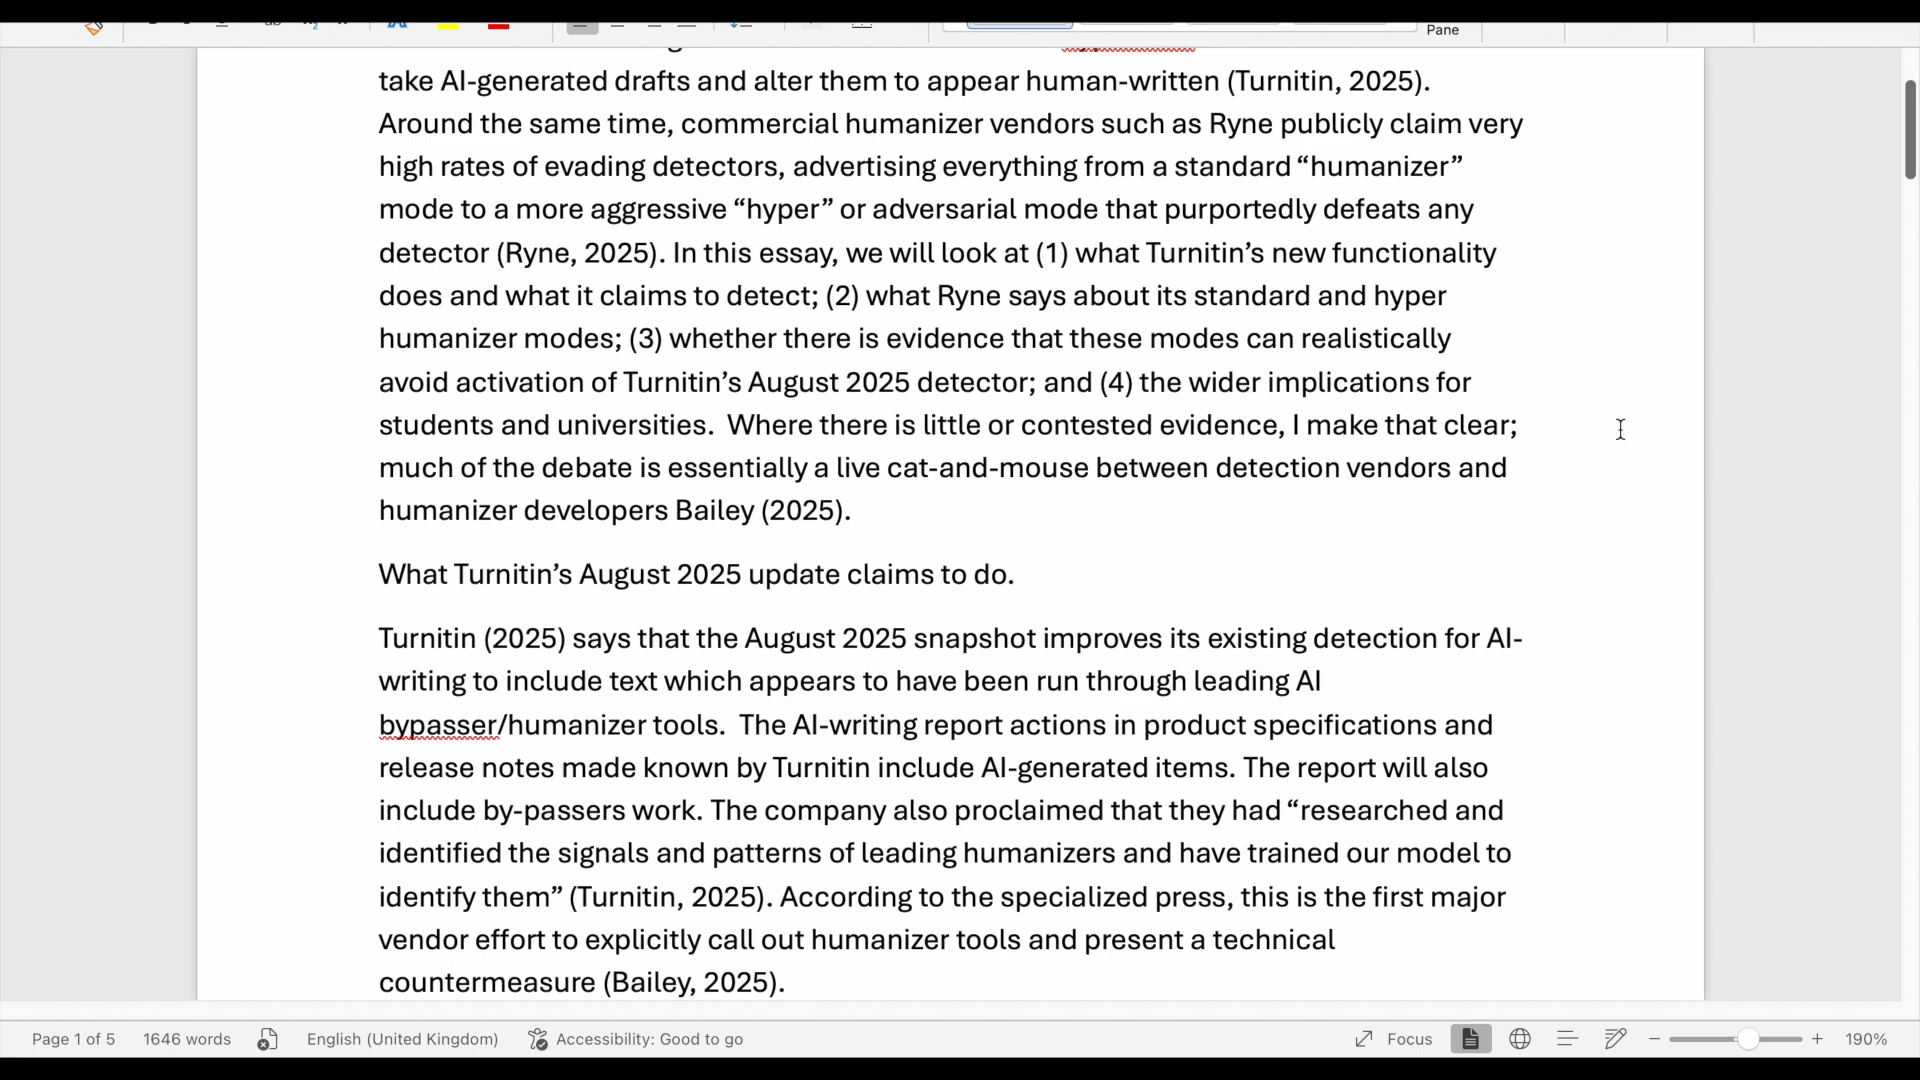 Pane
take AI-generated drafts and alter them to appear human-written (Turnitin, 2025).
Around the same time, commercial humanizer vendors such as Ryne publicly claim very
high rates of evading detectors, advertising everything from a standard “humanizer”
mode to a more aggressive “hyper” or adversarial mode that purportedly defeats any
detector (Ryne, 2025). In this essay, we will look at (1) what Turnitin’s new functionality
does and what it claims to detect; (2) what Ryne says about its standard and hyper
humanizer modes; (3) whether there is evidence that these modes can realistically
avoid activation of Turnitin’s August 2025 detector; and (4) the wider implications for
students and universities.  Where there is little or contested evidence, I make that clear;
much of the debate is essentially a live cat-and-mouse between detection vendors and
humanizer developers Bailey (2025).
What Turnitin’s August 2025 update claims to do.
Turnitin (2025) says that the August 2025 snapshot improves its existing detection for AI-
writing to include text which appears to have been run through leading AI
bypasser/humanizer tools.  The AI-writing report actions in product specifications and
release notes made known by Turnitin include AI-generated items. The report will also
include by-passers work. The company also proclaimed that they had “researched and
identified the signals and patterns of leading humanizers and have trained our model to
identify them” (Turnitin, 2025). According to the specialized press, this is the first major
vendor effort to explicitly call out humanizer tools and present a technical
countermeasure (Bailey, 2025).
Page 1 of 5 1646 words English (United Kingdom) Accessibility: Good to go Focus 190%